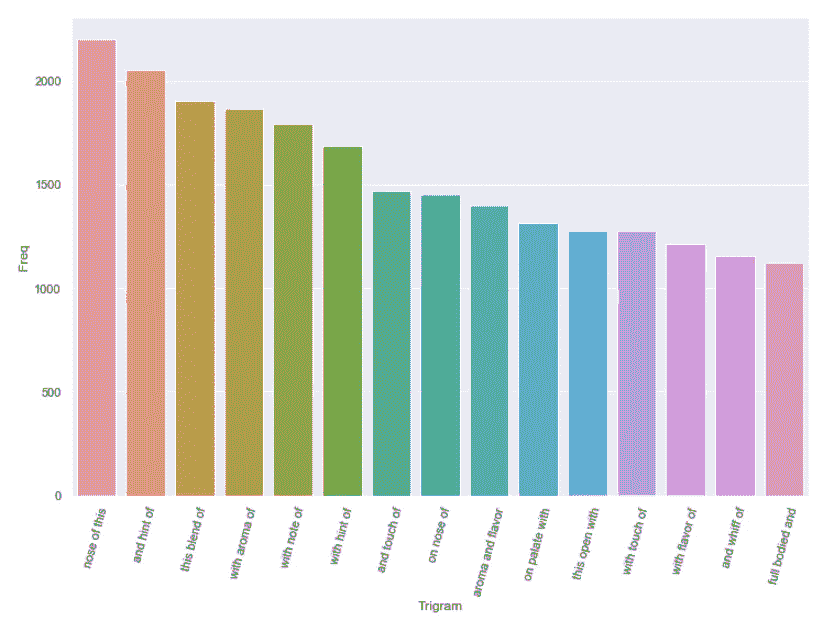 2000
1500
1000
500
0
Freq
nose of this
and hint of
this blend of
with aroma of
with note of
with hint of
and touch of
on nose of
aroma and flavor
on palate with
this open with
with touch of
with flavor of
and whiff of
full bodied and
Trigram